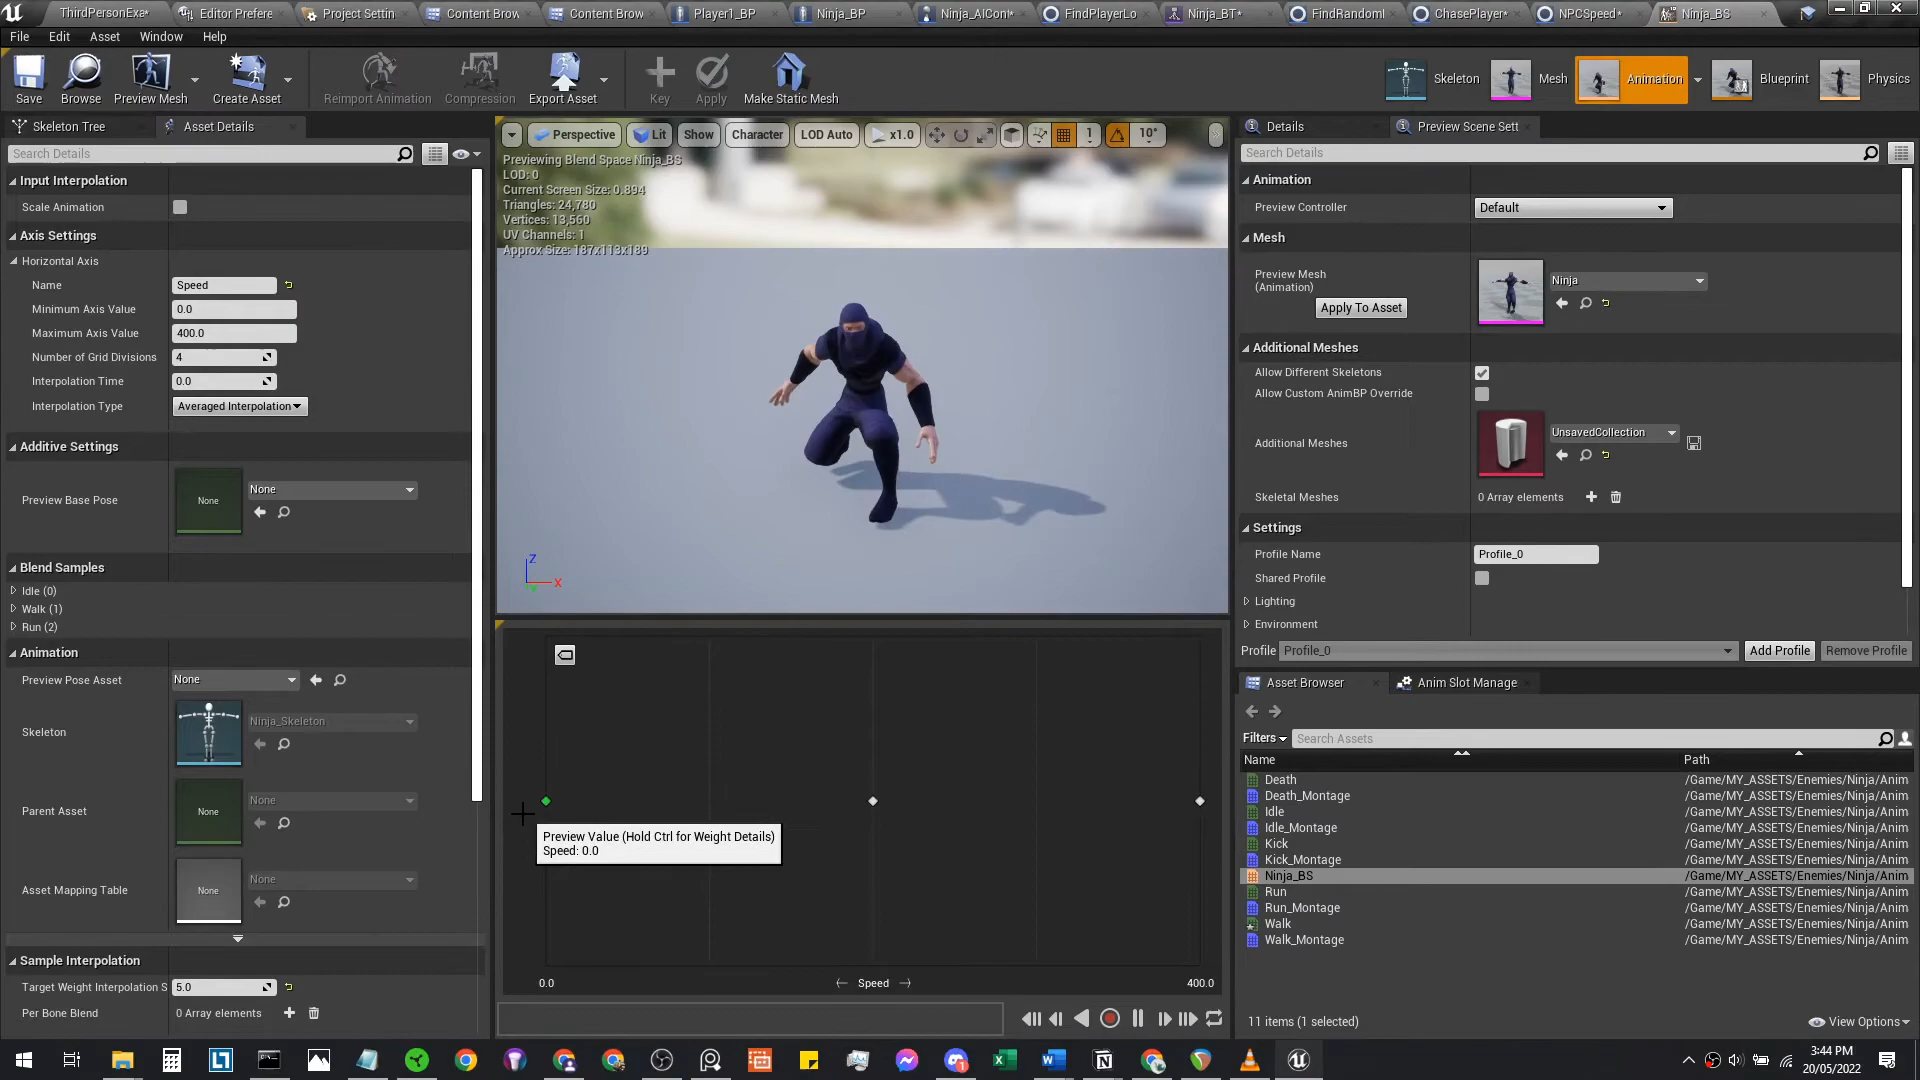 ThirdPersonExa*
Editor Prefere
Project Settin
Content Brow
Content Brow
Player1_BP
Ninja_BP
Ninja_AICont*
FindPlayerLo
Ninja_BT*
FindRandoml
ChasePlayer*
NPCSpeed*
Ninja_BS
File
Edit
Asset
Window
Help
Save
Browse
Preview Mesh
Create Asset
Reimport Animation
Compression
Export Asset
Key
Apply
Make Static Mesh
Skeleton
Mesh
Animation
Blueprint
Physics
Skeleton Tree
Asset Details
Search Details
Input Interpolation
Scale Animation
Axis Settings
Horizontal Axis
Name Speed
Minimum Axis Value 0.0
Maximum Axis Value 400.0
Number of Grid Divisions 4
Interpolation Time 0.0
Interpolation Type Averaged Interpolation
Additive Settings
Preview Base Pose None None
Blend Samples
Idle (0)
Walk (1)
Run (2)
Animation
Preview Pose Asset None
Skeleton Ninja_Skeleton
Parent Asset None None
Asset Mapping Table None None
Sample Interpolation
Target Weight Interpolation S 5.0
Per Bone Blend 0 Array elements
Perspective
Lit
Show
Character
LOD Auto
x1.0
1
10°
Previewing Blend Space Ninja_BS
LOD: 0
Current Screen Size: 0.894
Triangles: 24,780
Vertices: 13,560
UV Channels: 1
Approx Size: 187x113x189
Z
X
Preview Value (Hold Ctrl for Weight Details)
Speed: 0.0
0.0
Speed
400.0
Details
Preview Scene Sett
Search Details
Animation
Preview Controller Default
Mesh
Preview Mesh
(Animation)
Apply To Asset
Ninja
Additional Meshes
Allow Different Skeletons
Allow Custom AnimBP Override
Additional Meshes UnsavedCollection
Skeletal Meshes 0 Array elements
Settings
Profile Name Profile_0
Shared Profile
Lighting
Environment
Profile Profile_0 Add Profile Remove Profile
Asset Browser
Anim Slot Manage
Filters Search Assets
Name Path
Death /Game/MY_ASSETS/Enemies/Ninja/Anim
Death_Montage /Game/MY_ASSETS/Enemies/Ninja/Anim
Idle /Game/MY_ASSETS/Enemies/Ninja/Anim
Idle_Montage /Game/MY_ASSETS/Enemies/Ninja/Anim
Kick /Game/MY_ASSETS/Enemies/Ninja/Anim
Kick_Montage /Game/MY_ASSETS/Enemies/Ninja/Anim
Ninja_BS /Game/MY_ASSETS/Enemies/Ninja/Anim
Run /Game/MY_ASSETS/Enemies/Ninja/Anim
Run_Montage /Game/MY_ASSETS/Enemies/Ninja/Anim
Walk /Game/MY_ASSETS/Enemies/Ninja/Anim
Walk_Montage /Game/MY_ASSETS/Enemies/Ninja/Anim
11 items (1 selected)
View Options
3:44 PM
20/05/2022